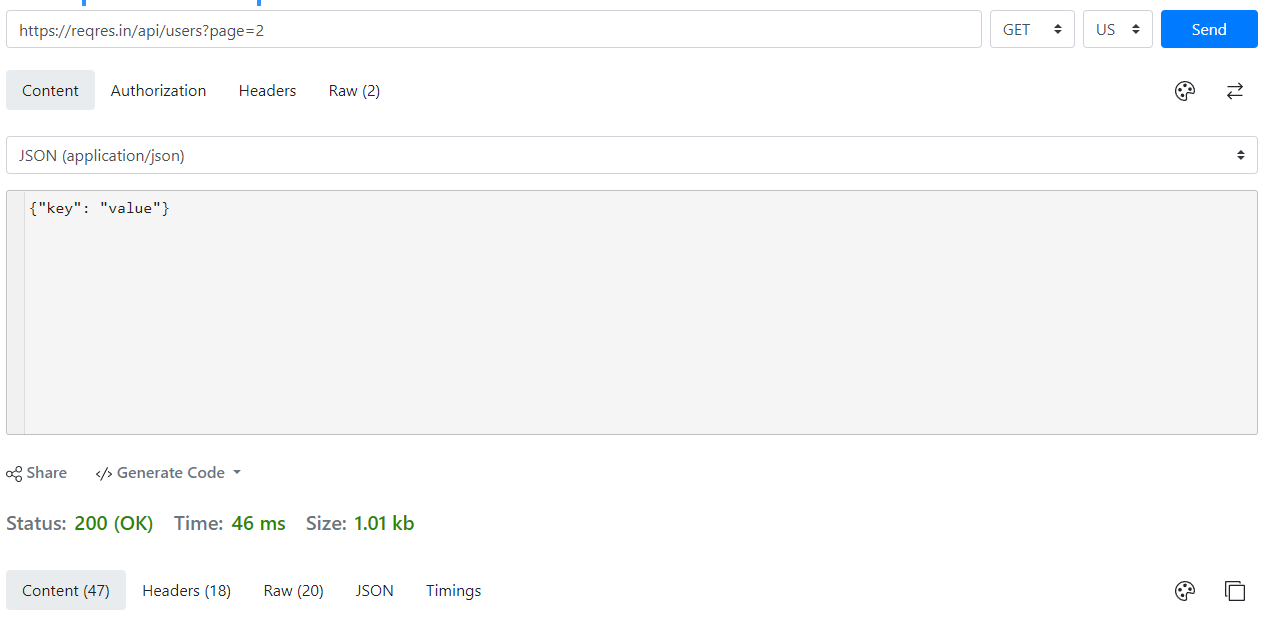 https://reqres.in/api/users?page=2 GET US Send
Content Authorization Headers Raw (2)
JSON (application/json)
{"key": "value"}
Share </> Generate Code
Status: 200 (OK) Time: 46 ms Size: 1.01 kb
Content (47) Headers (18) Raw (20) JSON Timings